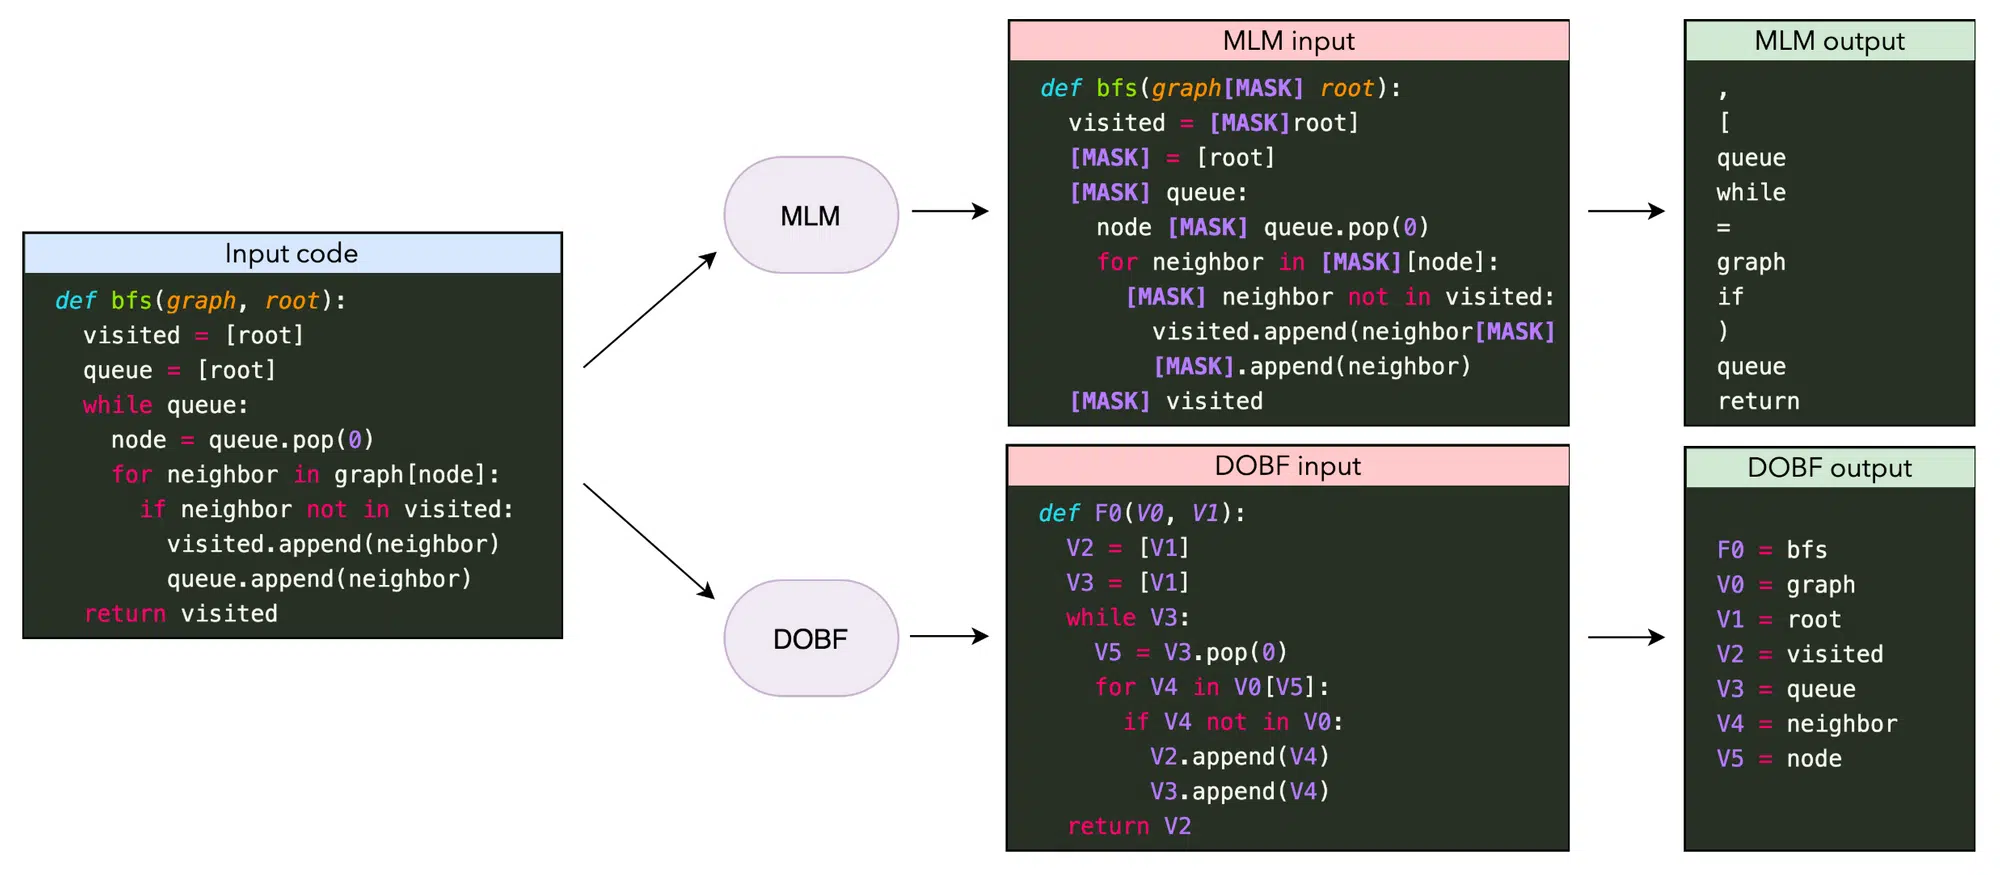 Input code
def bfs(graph, root):
visited = [root]
queue = [root]
while queue:
node = queue.pop(0)
for neighbor in graph[node]:
if neighbor not in visited:
visited.append(neighbor)
queue.append(neighbor)
return visited
MLM
DOBF
MLM input
def bfs(graph[MASK] root):
visited = [MASK]root]
[MASK] = [root]
[MASK] queue:
node [MASK] queue.pop(0)
for neighbor in [MASK][node]:
[MASK] neighbor not in visited:
visited.append(neighbor[MASK]
[MASK].append(neighbor)
[MASK] visited
MLM output
,
[
queue
while
=
graph
if
)
queue
return
DOBF input
def F0(V0, V1):
V2 = [V1]
V3 = [V1]
while V3:
V5 = V3.pop(0)
for V4 in V0[V5]:
if V4 not in V0:
V2.append(V4)
V3.append(V4)
return V2
DOBF output
F0 = bfs
V0 = graph
V1 = root
V2 = visited
V3 = queue
V4 = neighbor
V5 = node